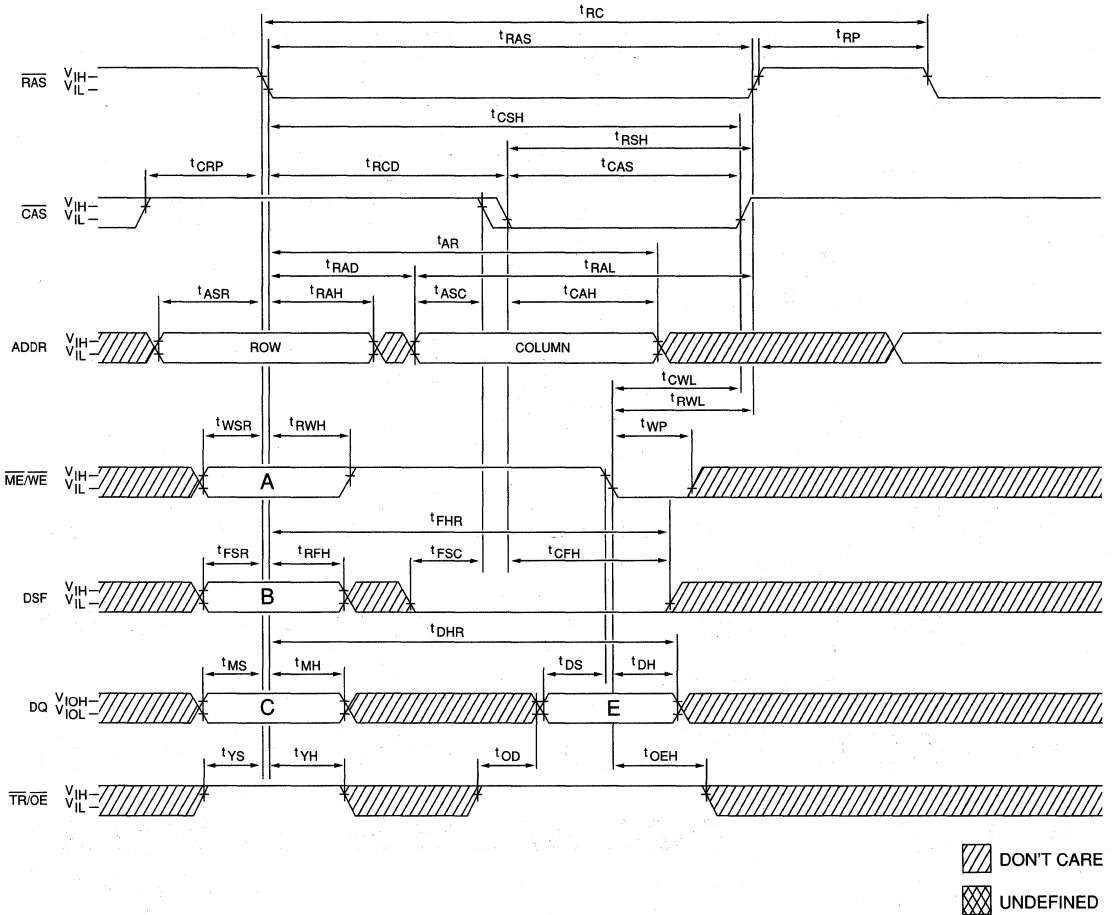 tRC
tRAS
tRP
RAS
VIH
VIL
tCSH
tRSH
tCRP
tRCD
tCAS
CAS
VIH
VIL
tAR
tRAD
tRAL
tASR
tRAH
tASC
tCAH
ADDR
VIH
VIL
ROW
COLUMN
tCWL
tRWL
tWSR
tRWH
tWP
ME/WE
VIH
VIL
A
tFHR
tFSR
tRFH
tFSC
tCFH
DSF
VIH
VIL
B
tDHR
tMS
tMH
tDS
tDH
DQ
VIOH
VIOL
C
E
tYS
tYH
tOD
tOEH
TR/OE
VIH
VIL
DON'T CARE
UNDEFINED